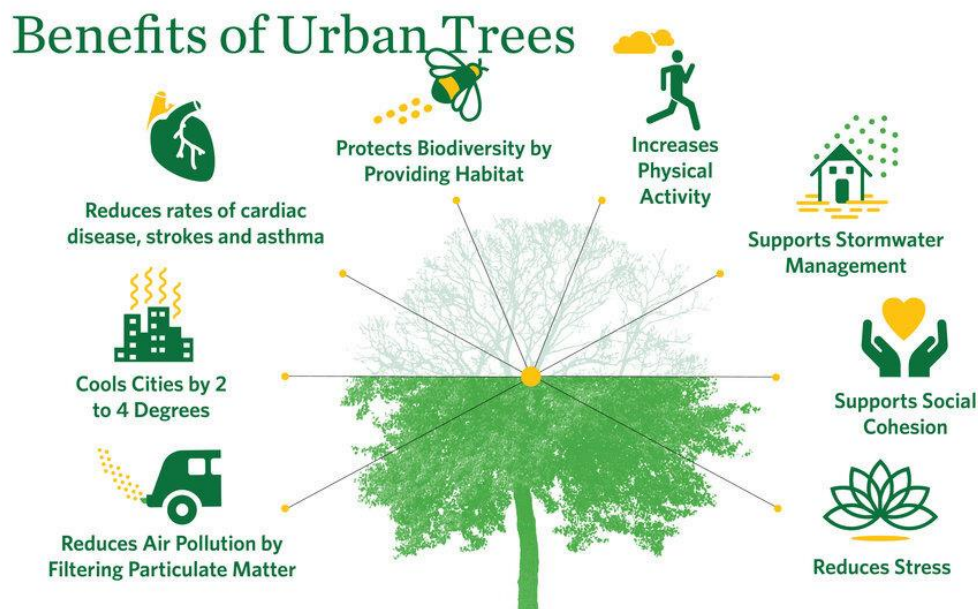 Benefits of Urban Trees
Protects Biodiversity by
Providing Habitat
Increases
Physical
Activity
Reduces rates of cardiac
disease, strokes and asthma
Supports Stormwater
Management
Cools Cities by 2
to 4 Degrees
Supports Social
Cohesion
Reduces Air Pollution by
Filtering Particulate Matter
Reduces Stress